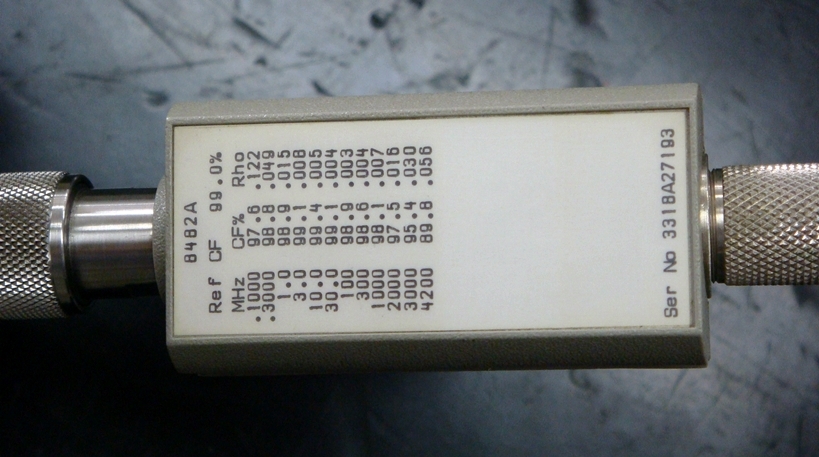 8482A
Ref CF 99.0%
MHz CF% Rho
.1000 97.6 .122
.3000 98.8 .049
1.0 98.9 .015
3.0 99.1 .008
10.0 99.4 .005
30.0 99.1 .004
100 98.9 .003
300 98.6 .004
1000 98.1 .007
2000 97.5 .016
3000 95.4 .030
4200 89.8 .056
Ser No 3318A27193